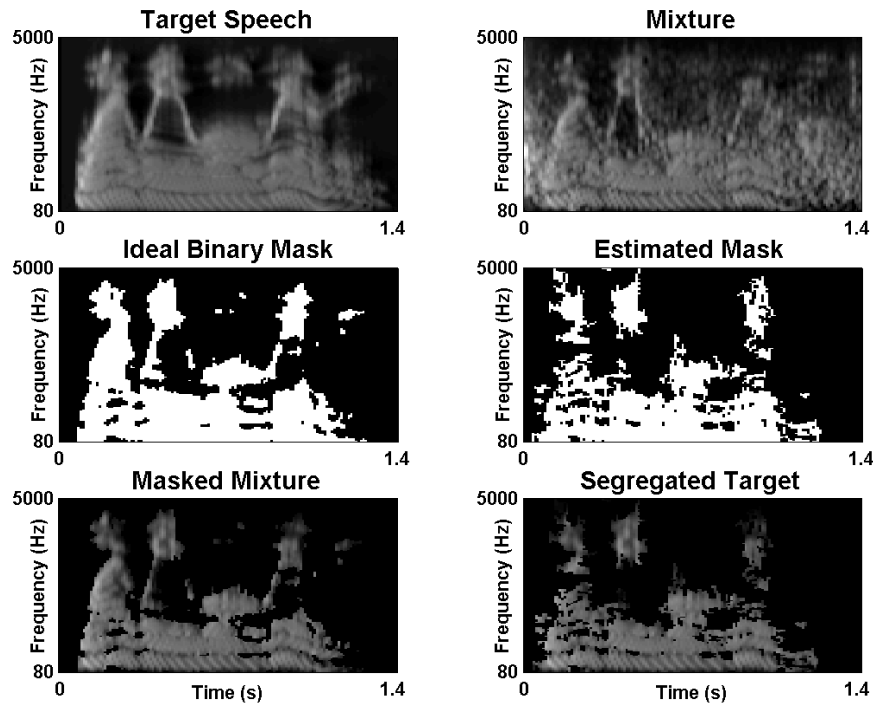 Target Speech
5000
Frequency (Hz)
80
0
1.4
Mixture
5000
Frequency (Hz)
80
0
1.4
Ideal Binary Mask
5000
Frequency (Hz)
80
0
1.4
Estimated Mask
5000
Frequency (Hz)
80
0
1.4
Masked Mixture
5000
Frequency (Hz)
80
0
Time (s)
1.4
Segregated Target
5000
Frequency (Hz)
80
0
Time (s)
1.4